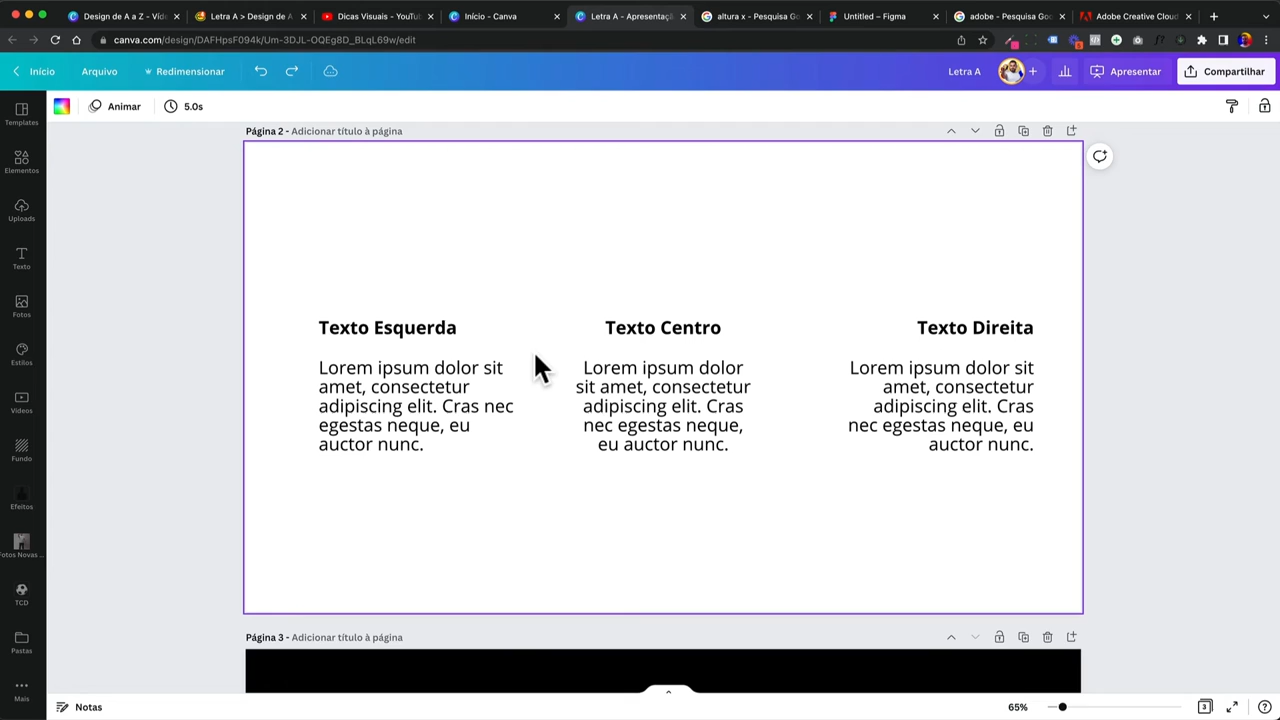 Design de A a Z - Víd
Letra A > Design de A
Dicas Visuais - YouTu
Início - Canva
Letra A - Apresentaç
altura x - Pesquisa Go
Untitled – Figma
adobe - Pesquisa Goo
Adobe Creative Cloud
canva.com/design/DAFHpsF094k/Um-3DJL-OQEg8D_BLqL69w/edit
Início
Arquivo
Redimensionar
Letra A
Apresentar
Compartilhar
Animar
5.0s
Templates
Elementos
Uploads
Texto
Fotos
Estilos
Vídeos
Fundo
Efeitos
Fotos Novas ...
TCD
Pastas
Mais
Página 2 - Adicionar título à página
Texto Esquerda
Lorem ipsum dolor sit
amet, consectetur
adipiscing elit. Cras nec
egestas neque, eu
auctor nunc.
Texto Centro
Lorem ipsum dolor
sit amet, consectetur
adipiscing elit. Cras
nec egestas neque,
eu auctor nunc.
Texto Direita
Lorem ipsum dolor sit
amet, consectetur
adipiscing elit. Cras
nec egestas neque, eu
auctor nunc.
Página 3 - Adicionar título à página
Notas
65%
3